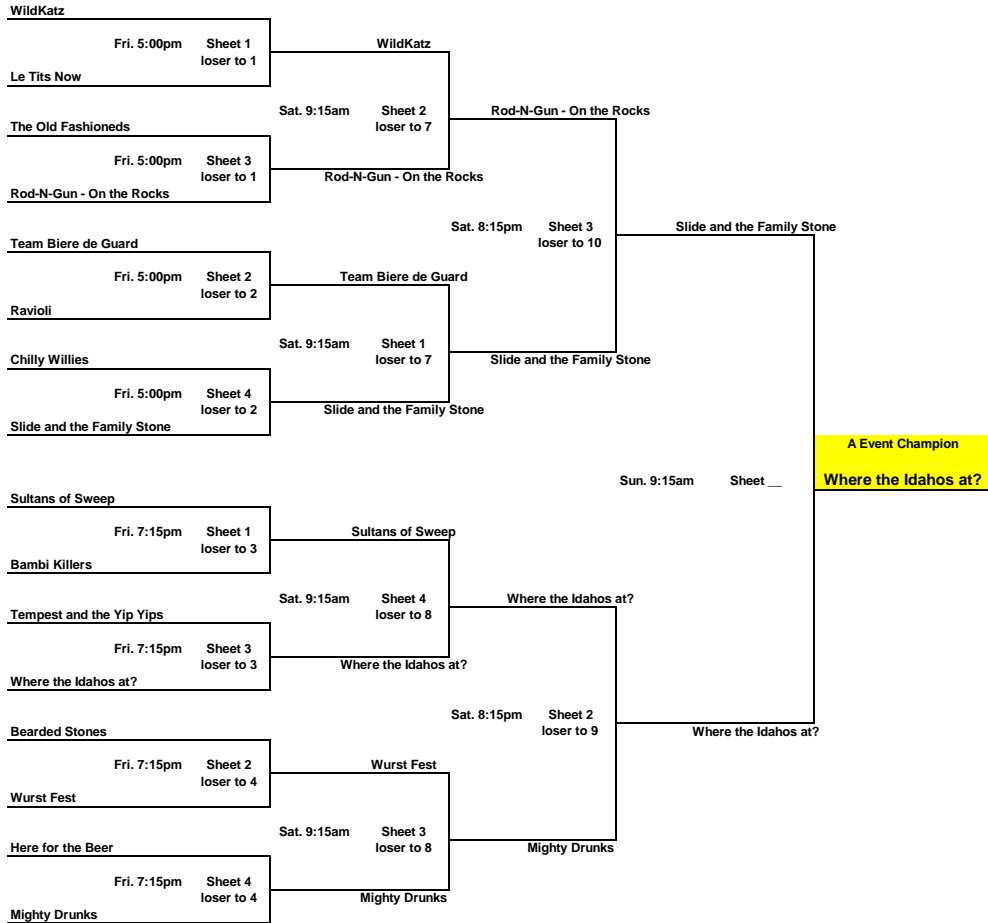 WildKatz
Fri. 5:00pm Sheet 1 WildKatz
loser to 1
Le Tits Now
Sat. 9:15am Sheet 2 Rod-N-Gun - On the Rocks
The Old Fashioneds loser to 7
Fri. 5:00pm Sheet 3
loser to 1 Rod-N-Gun - On the Rocks
Rod-N-Gun - On the Rocks
Sat. 8:15pm Sheet 3 Slide and the Family Stone
Team Biere de Guard loser to 10
Fri. 5:00pm Sheet 2 Team Biere de Guard
loser to 2
Ravioli
Sat. 9:15am Sheet 1
Chilly Willies loser to 7 Slide and the Family Stone
Fri. 5:00pm Sheet 4
loser to 2 Slide and the Family Stone
Slide and the Family Stone
A Event Champion
Sun. 9:15am Sheet __ Where the Idahos at?
Sultans of Sweep
Fri. 7:15pm Sheet 1 Sultans of Sweep
loser to 3
Bambi Killers
Sat. 9:15am Sheet 4 Where the Idahos at?
Tempest and the Yip Yips loser to 8
Fri. 7:15pm Sheet 3
loser to 3 Where the Idahos at?
Where the Idahos at?
Sat. 8:15pm Sheet 2
Bearded Stones loser to 9 Where the Idahos at?
Fri. 7:15pm Sheet 2 Wurst Fest
loser to 4
Wurst Fest
Sat. 9:15am Sheet 3
Here for the Beer loser to 8 Mighty Drunks
Fri. 7:15pm Sheet 4
loser to 4 Mighty Drunks
Mighty Drunks